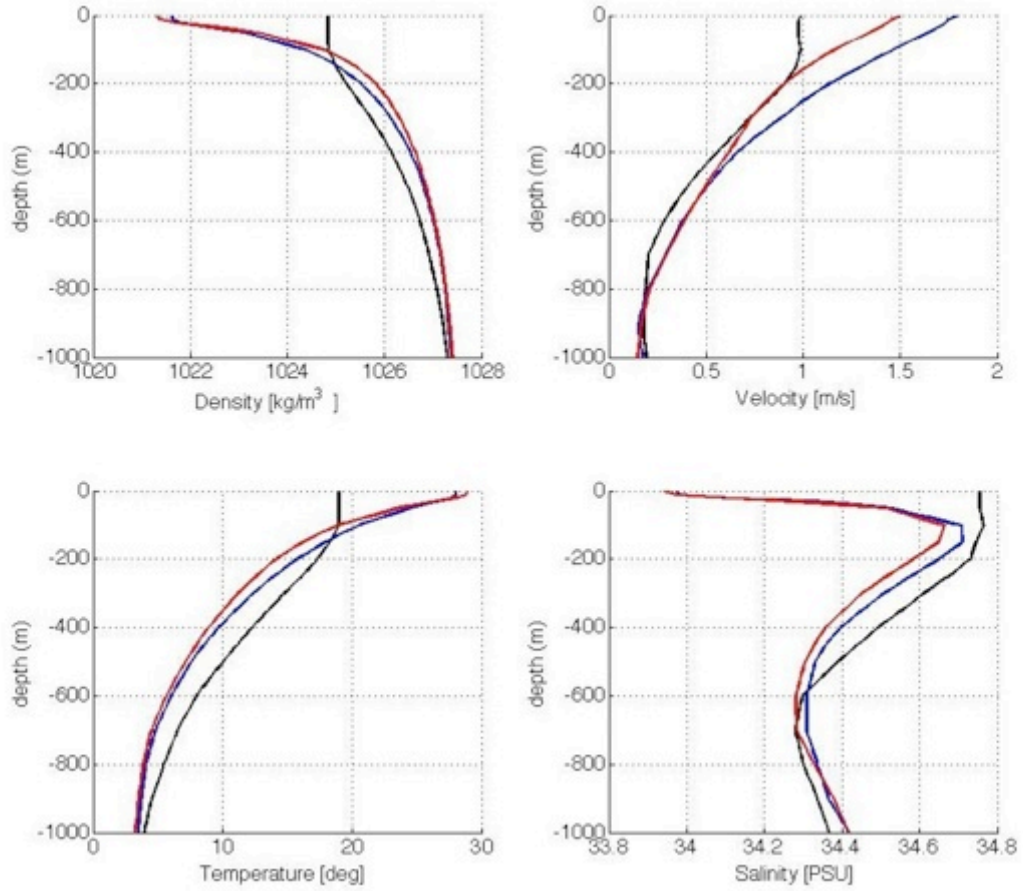 0
-200
-400
-600
-800
-1000
depth (m)
1020 1022 1024 1026 1028
Density [kg/m³ ]
0
-200
-400
-600
-800
-1000
depth (m)
0 0.5 1 1.5 2
Velocity [m/s]
0
-200
-400
-600
-800
-1000
depth (m)
0 10 20 30
Temperature [deg]
0
-200
-400
-600
-800
-1000
depth (m)
33.8 34 34.2 34.4 34.6 34.8
Salinity [PSU]